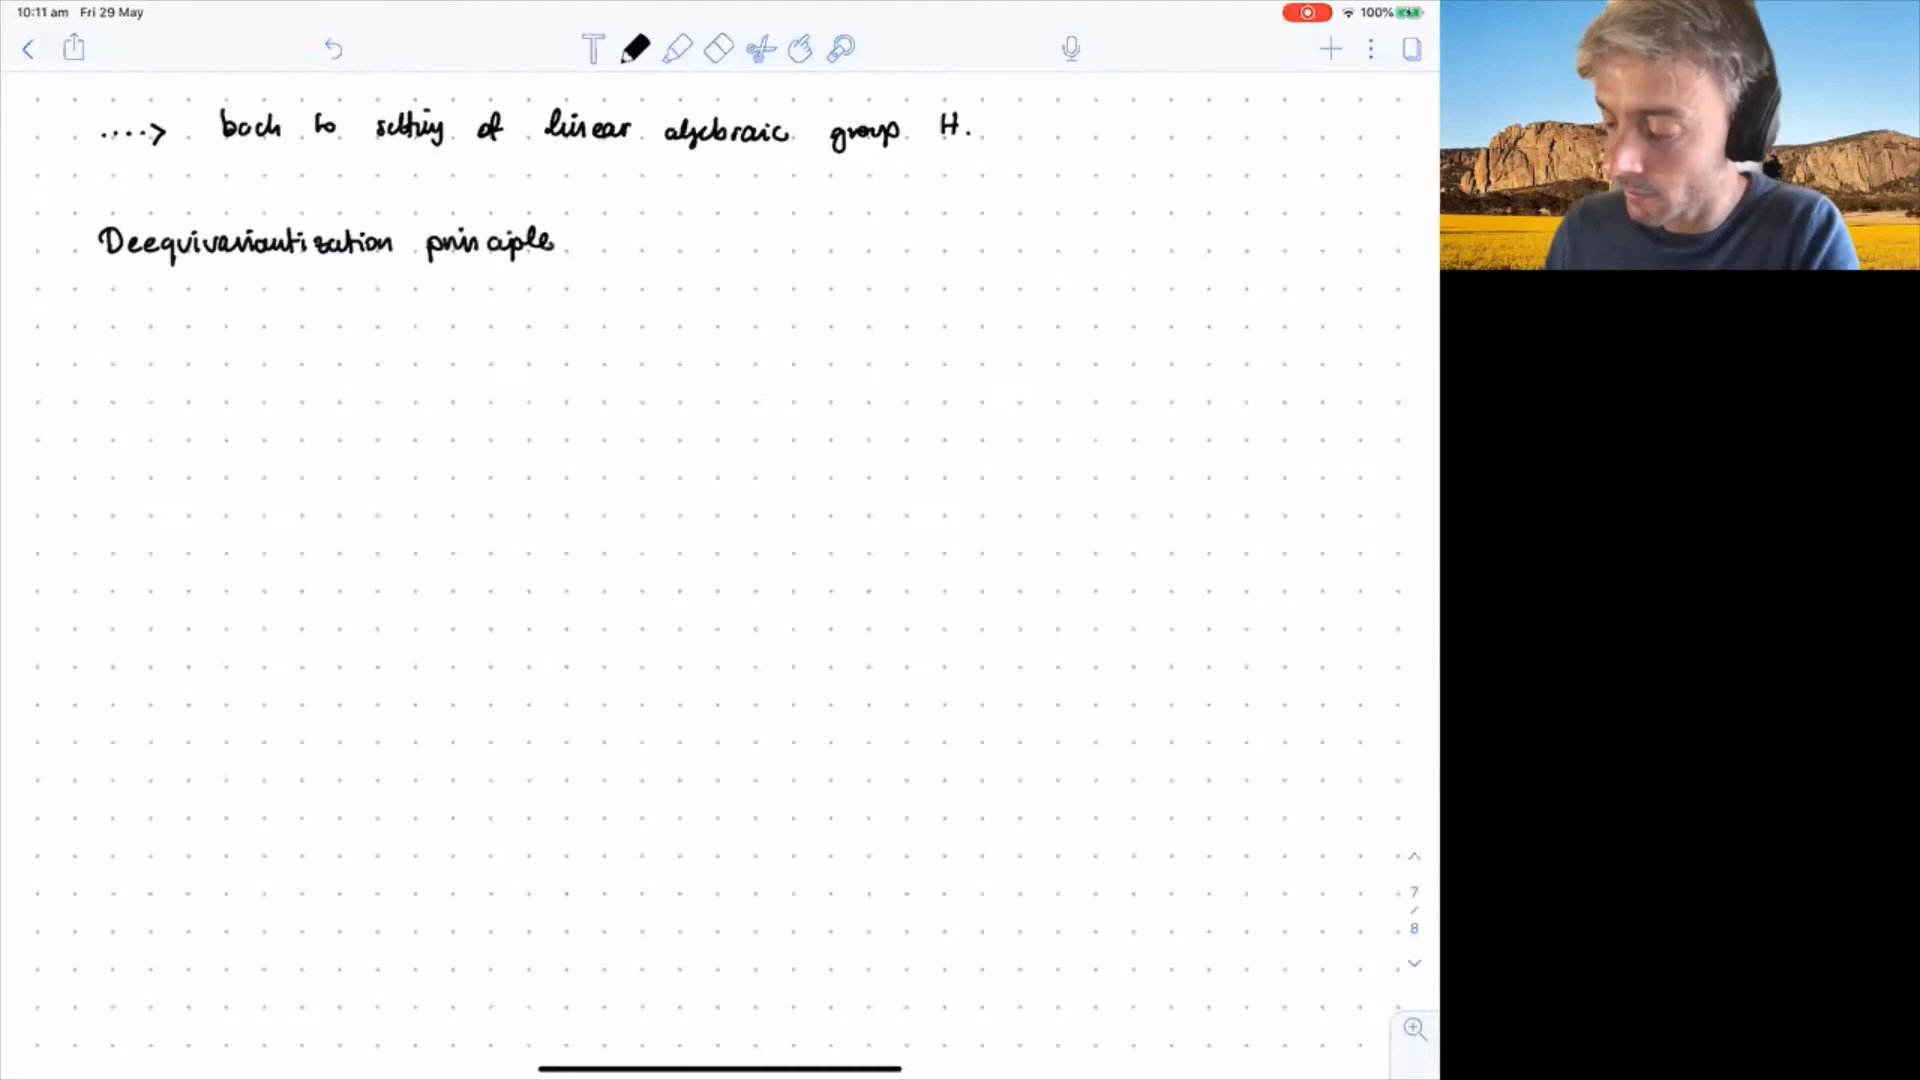 10:11 am Fri 29 May
100%
....> back to setting of linear algebraic group H.
Deequivariantization principle
7
/
8